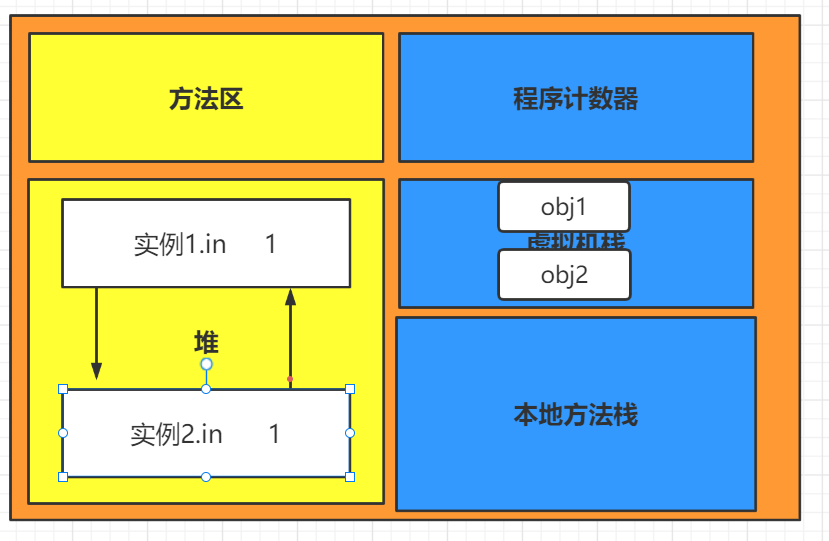 方法区
程序计数器
实例1.in 1
堆
实例2.in 1
obj1
虚拟机栈
obj2
本地方法栈